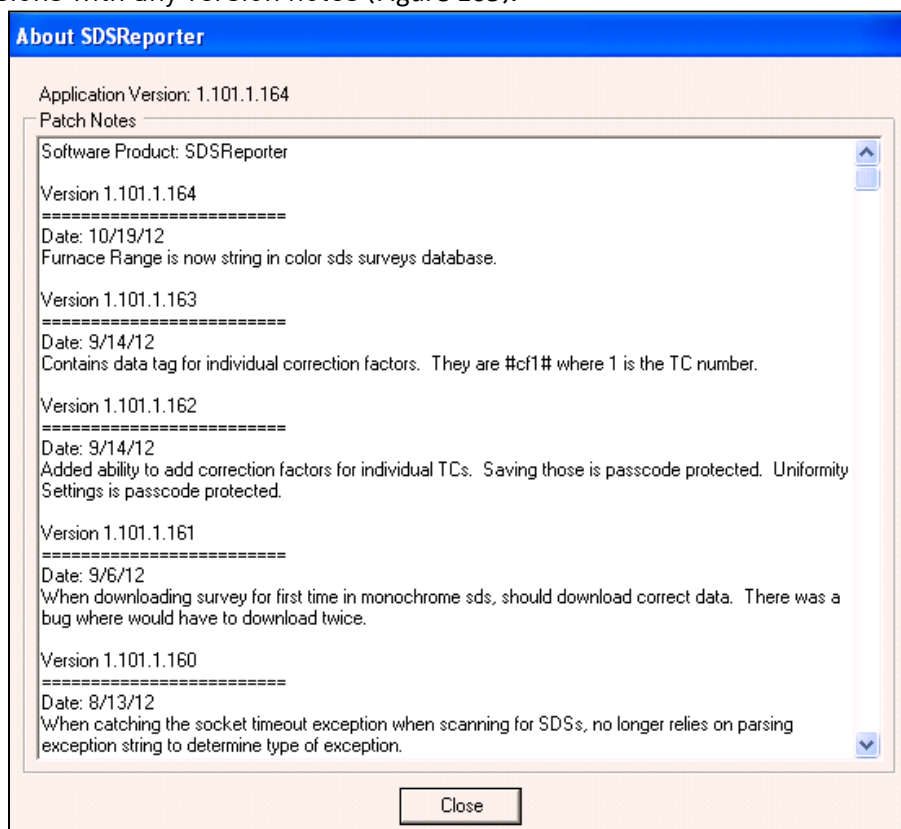 sions with any version notes (Figure 105).
About SDSReporter
Application Version: 1.101.1.164
Patch Notes
Software Product: SDSReporter
Version 1.101.1.164
=========================
Date: 10/19/12
Furnace Range is now string in color sds surveys database.
Version 1.101.1.163
=========================
Date: 9/14/12
Contains data tag for individual correction factors.  They are #cf1# where 1 is the TC number.
Version 1.101.1.162
=========================
Date: 9/14/12
Added ability to add correction factors for individual TCs.  Saving those is passcode protected.  Uniformity
Settings is passcode protected.
Version 1.101.1.161
=========================
Date: 9/6/12
When downloading survey for first time in monochrome sds, should download correct data.  There was a
bug where would have to download twice.
Version 1.101.1.160
=========================
Date: 8/13/12
When catching the socket timeout exception when scanning for SDSs, no longer relies on parsing
exception string to determine type of exception.
Close